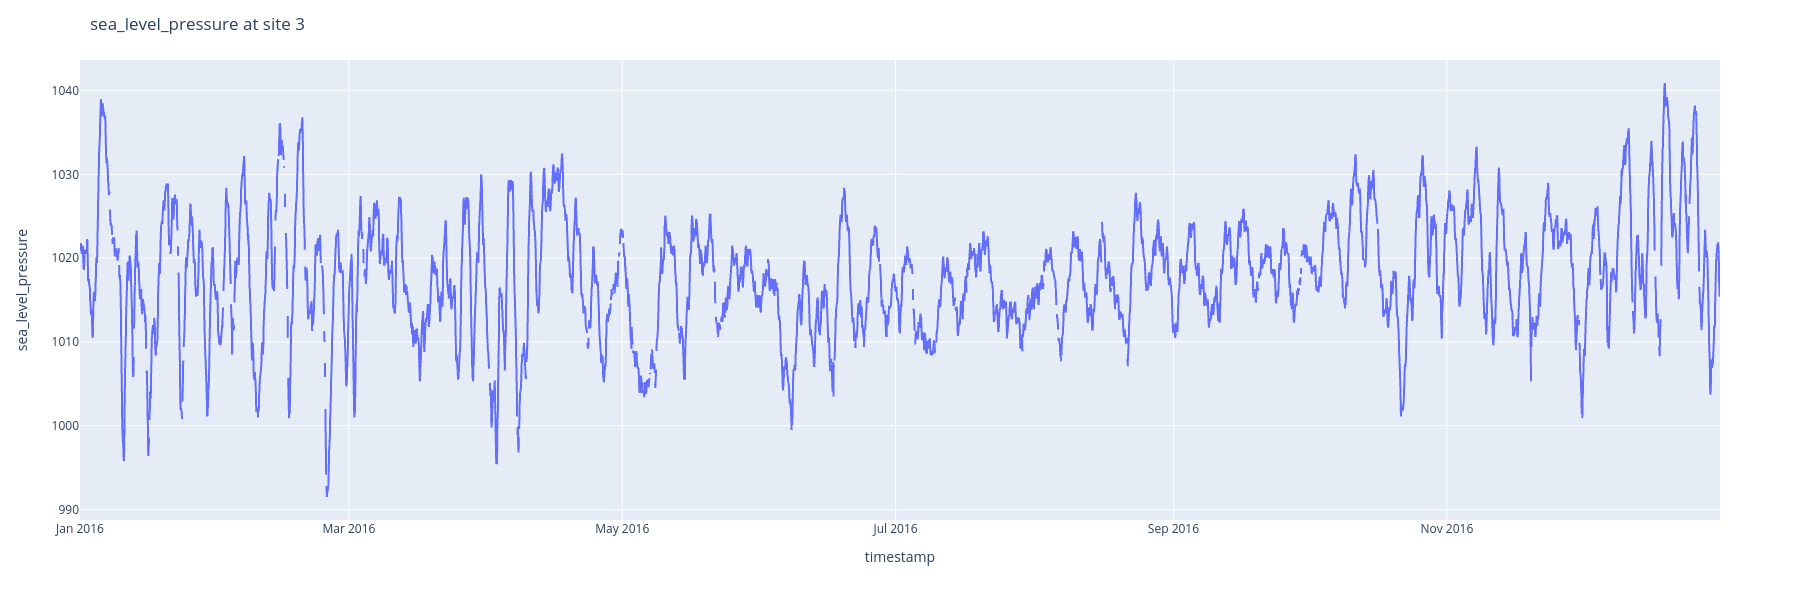 sea_level_pressure at site 3
1040
1030
1020
1010
1000
990
sea_level_pressure
Jan 2016
Mar 2016
May 2016
Jul 2016
Sep 2016
Nov 2016
timestamp